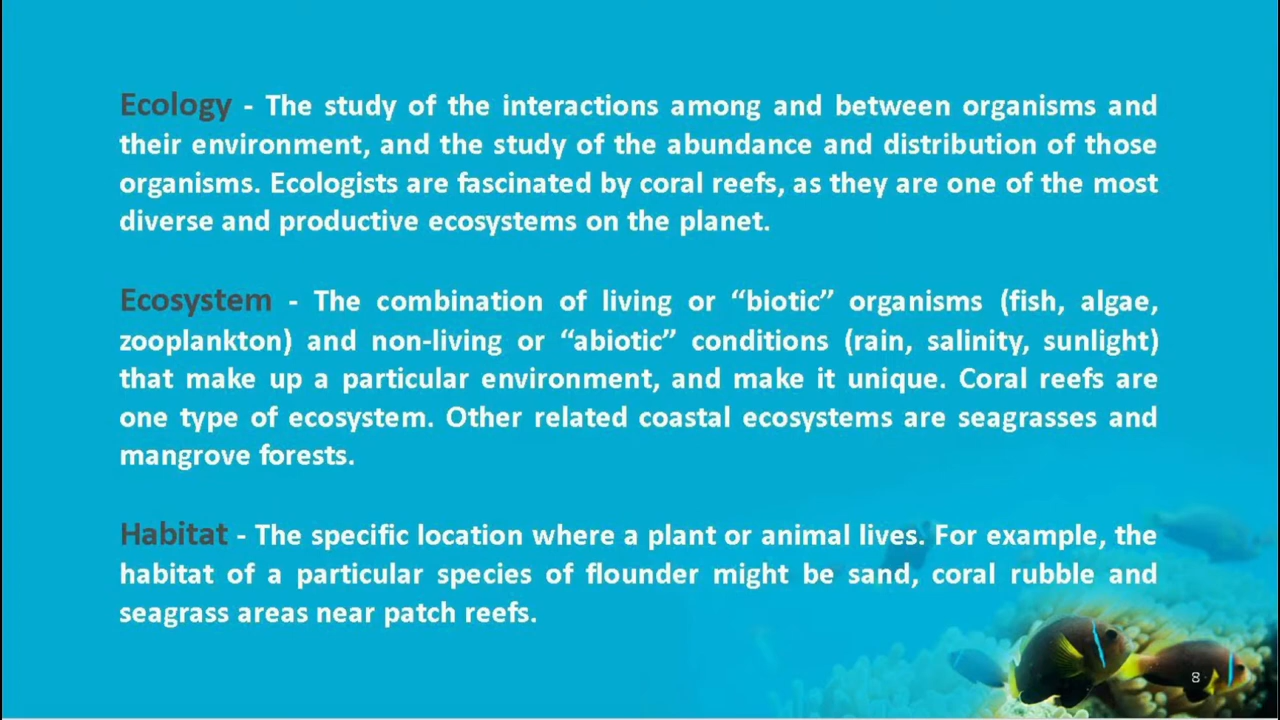 Ecology - The study of the interactions among and between organisms and
their environment, and the study of the abundance and distribution of those
organisms. Ecologists are fascinated by coral reefs, as they are one of the most
diverse and productive ecosystems on the planet.
Ecosystem - The combination of living or “biotic” organisms (fish, algae,
zooplankton) and non-living or “abiotic” conditions (rain, salinity, sunlight)
that make up a particular environment, and make it unique. Coral reefs are
one type of ecosystem. Other related coastal ecosystems are seagrasses and
mangrove forests.
Habitat - The specific location where a plant or animal lives. For example, the
habitat of a particular species of flounder might be sand, coral rubble and
seagrass areas near patch reefs.
8